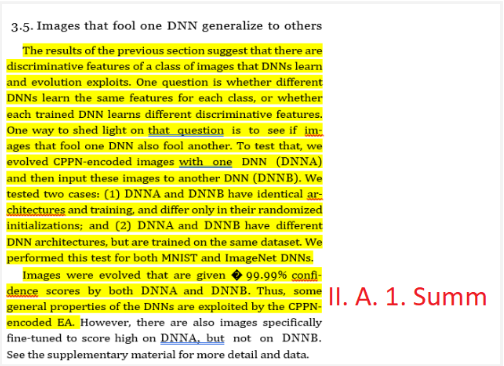 3.5. Images that fool one DNN generalize to others
The results of the previous section suggest that there are
discriminative features of a class of images that DNNs learn
and evolution exploits. One question is whether different
DNNs learn the same features for each class, or whether
each trained DNN learns different discriminative features.
One way to shed light on that question is to see if im-
ages that fool one DNN also fool another. To test that, we
evolved CPPN-encoded images with one DNN (DNNA)
and then input these images to another DNN (DNNB). We
tested two cases: (1) DNNA and DNNB have identical ar-
chitectures and training, and differ only in their randomized
initializations; and (2) DNNA and DNNB have different
DNN architectures, but are trained on the same dataset. We
performed this test for both MNIST and ImageNet DNNs.
Images were evolved that are given � 99.99% confi-
dence scores by both DNNA and DNNB. Thus, some
general properties of the DNNs are exploited by the CPPN-
encoded EA. However, there are also images specifically
fine-tuned to score high on DNNA, but not on DNNB.
See the supplementary material for more detail and data.
II. A. 1. Summ